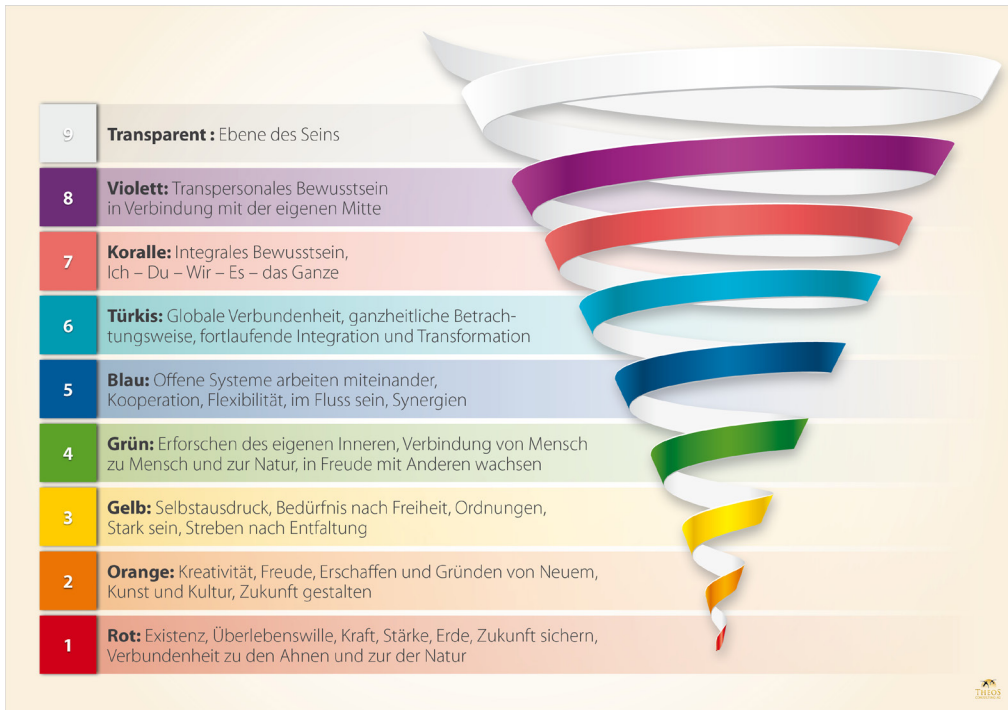 9
Transparent : Ebene des Seins
8
Violett: Transpersonales Bewusstsein
in Verbindung mit der eigenen Mitte
7
Koralle: Integrales Bewusstsein,
Ich – Du – Wir – Es – das Ganze
6
Türkis: Globale Verbundenheit, ganzheitliche Betrach-
tungsweise, fortlaufende Integration und Transformation
5
Blau: Offene Systeme arbeiten miteinander,
Kooperation, Flexibilität, im Fluss sein, Synergien
4
Grün: Erforschen des eigenen Inneren, Verbindung von Mensch
zu Mensch und zur Natur, in Freude mit Anderen wachsen
3
Gelb: Selbstausdruck, Bedürfnis nach Freiheit, Ordnungen,
Stark sein, Streben nach Entfaltung
2
Orange: Kreativität, Freude, Erschaffen und Gründen von Neuem,
Kunst und Kultur, Zukunft gestalten
1
Rot: Existenz, Überlebenswille, Kraft, Stärke, Erde, Zukunft sichern,
Verbundenheit zu den Ahnen und zur der Natur
THEOS